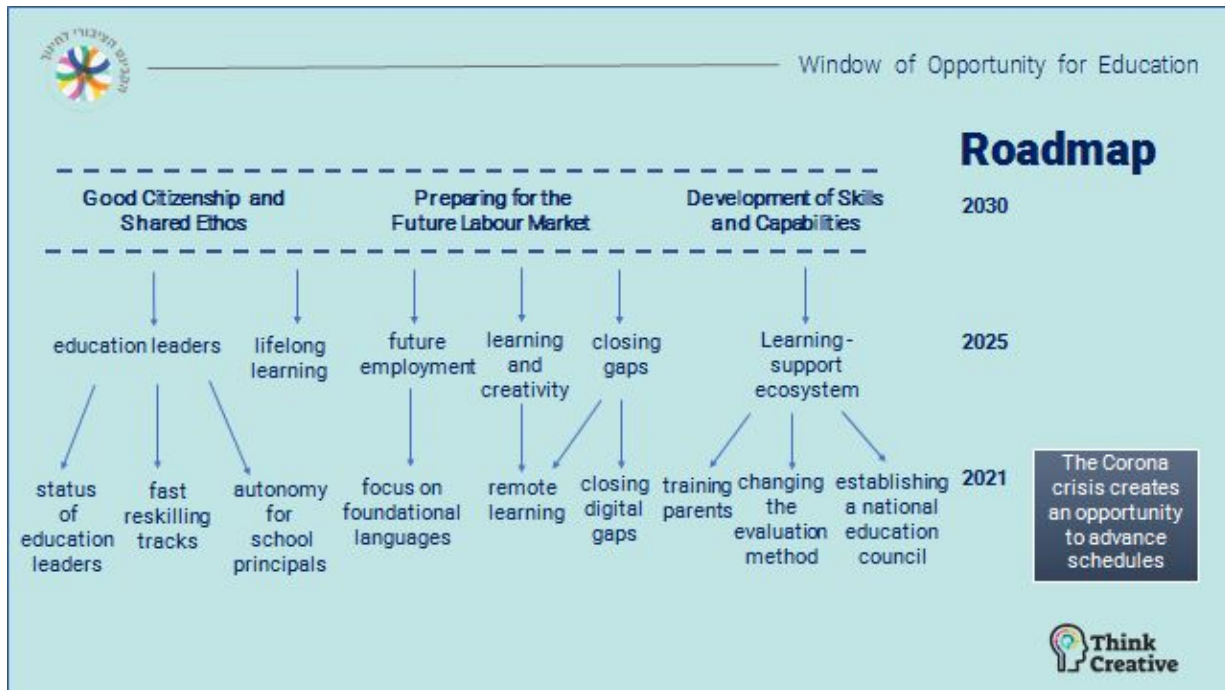 הקבינט הציבורי לחינוך
Window of Opportunity for Education
Roadmap
Good Citizenship and
Shared Ethos
Preparing for the
Future Labour Market
Development of Skills
and Capabilities
2030
education leaders
lifelong
learning
future
employment
learning
and
creativity
closing
gaps
Learning-
support
ecosystem
2025
status
of
education
leaders
fast
reskilling
tracks
autonomy
for
school
principals
focus on
foundational
languages
remote
learning
closing
digital
gaps
training
parents
changing
the
evaluation
method
establishing
a national
education
council
2021
The Corona
crisis creates
an opportunity
to advance
schedules
Think
Creative